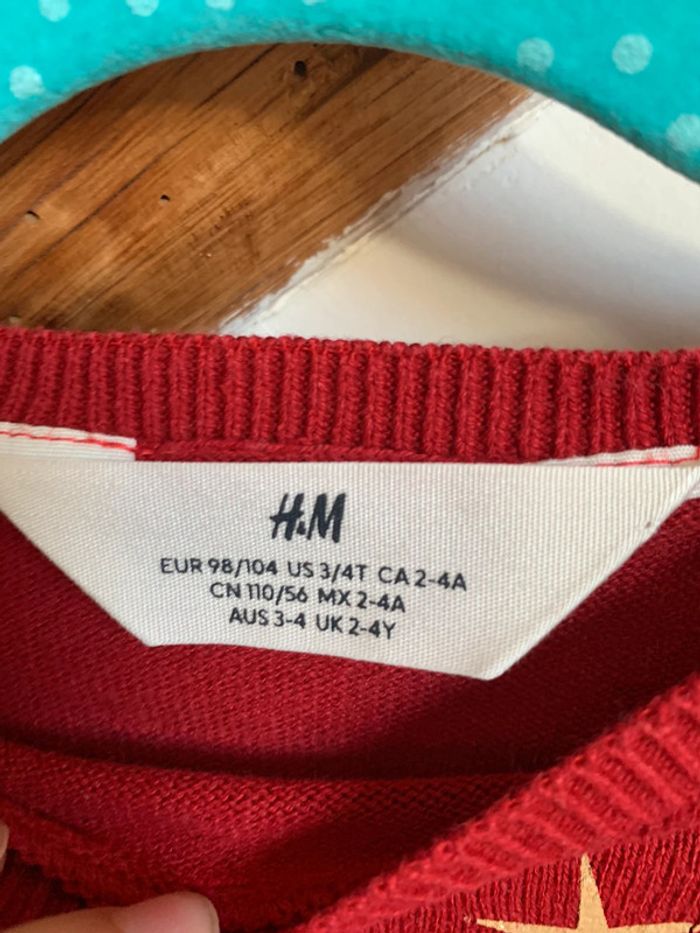 H&M
EUR 98/104 US 3/4T CA 2-4A
CN 110/56 MX 2-4A
AUS 3-4 UK 2-4Y